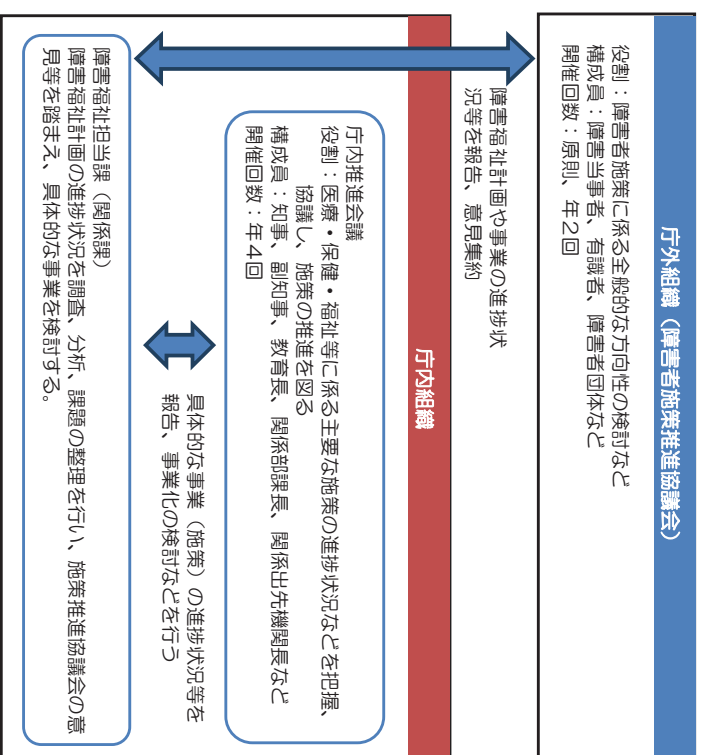 庁外組織（障害者施策推進協議会）
役割：障害者施策に係る全般的な方向性の検討など
構成員：障害当事者、有識者、障害者団体など
開催回数：原則、年２回
障害福祉計画や事業の進捗状
況等を報告、意見集約
庁内組織
庁内推進会議
役割：医療・保健・福祉等に係る主要な施策の進捗状況などを把握、
協議し、施策の推進を図る
構成員：知事、副知事、教育長、関係部課長、関係出先機関長など
開催回数：年４回
具体的な事業（施策）の進捗状況等を
報告、事業化の検討などを行う
障害福祉担当課（関係課）
障害福祉計画の進捗状況を調査、分析、課題の整理を行い、施策推進協議会の意
見等を踏まえ、具体的な事業を検討する。